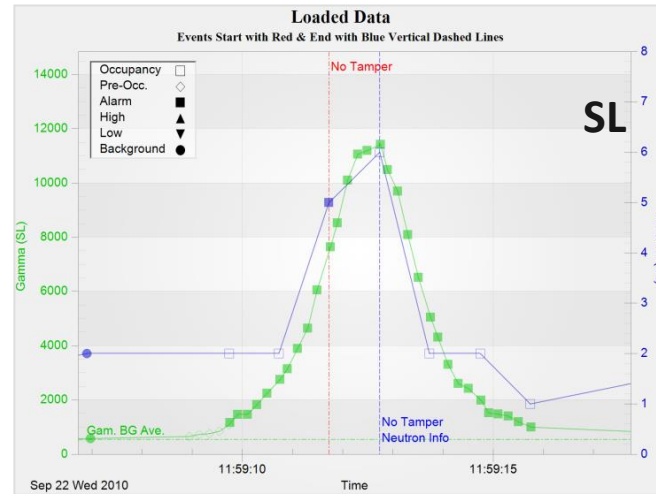 Loaded Data
Events Start with Red & End with Blue Vertical Dashed Lines
No Tamper
Occupancy
Pre-Occ.
Alarm
High
Low
Background
SL
14000
12000
10000
8000
6000
4000
2000
0
Gamma (SL)
8
7
6
5
4
3
2
1
0
Gam. BG Ave.
No Tamper
Neutron Info
11:59:10
11:59:15
Sep 22 Wed 2010
Time